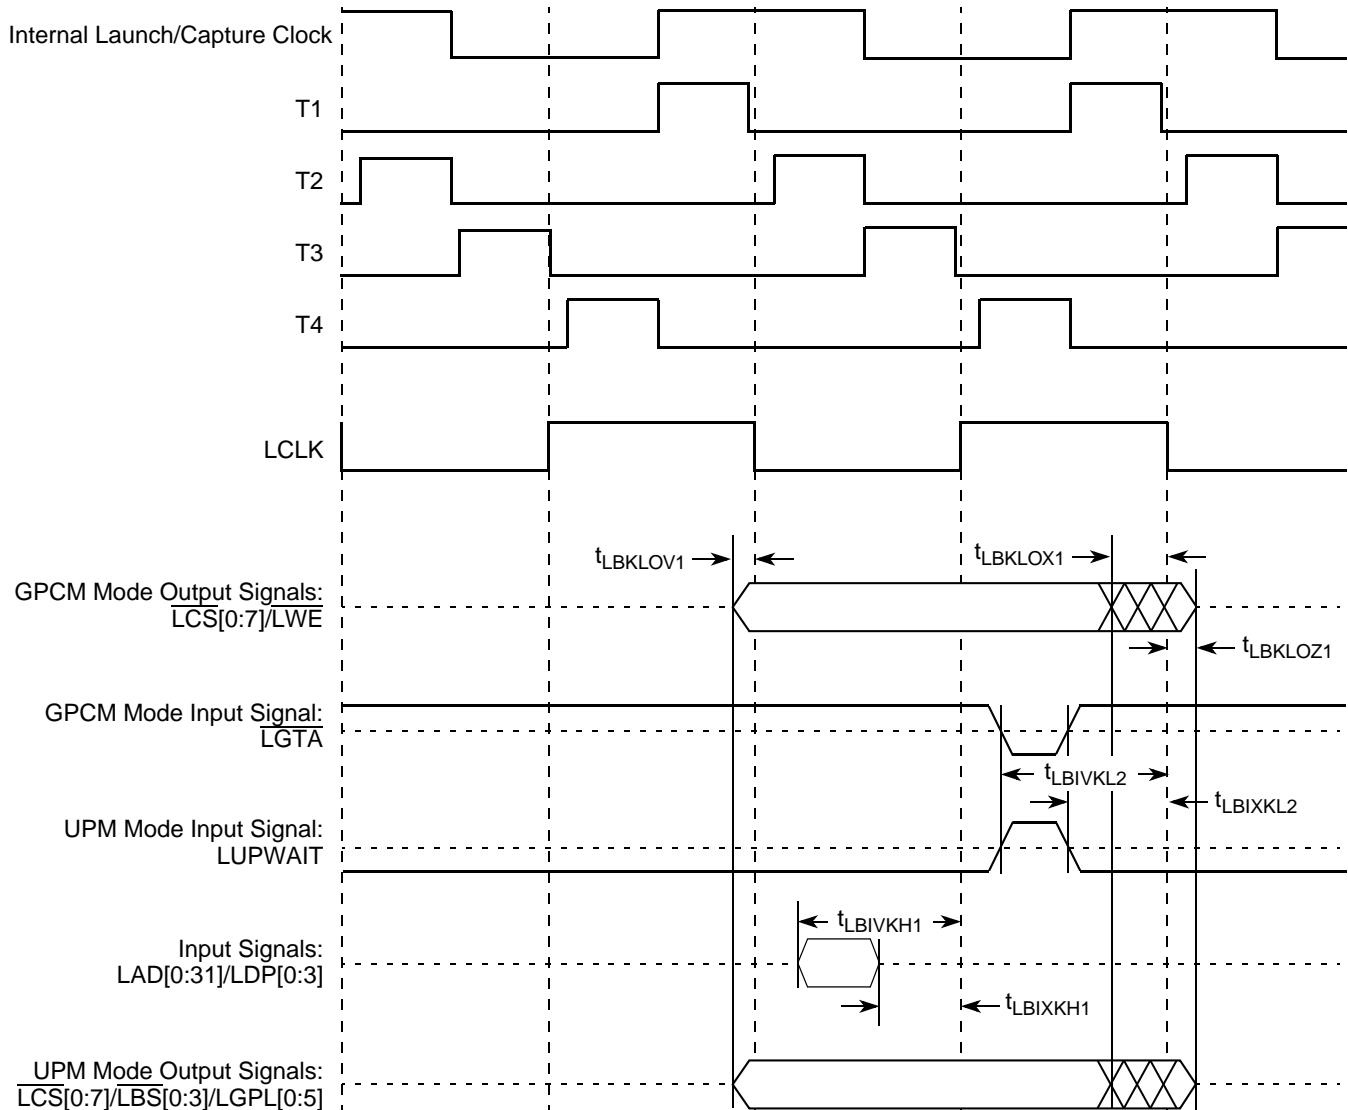 Internal Launch/Capture Clock
T1
T2
T3
T4
LCLK
tLBKLOV1
tLBKLOX1
GPCM Mode Output Signals:
LCS[0:7]/LWE
tLBKLOZ1
GPCM Mode Input Signal:
LGTA
tLBIVKL2
tLBIXKL2
UPM Mode Input Signal:
LUPWAIT
tLBIVKH1
Input Signals:
LAD[0:31]/LDP[0:3]
tLBIXKH1
UPM Mode Output Signals:
LCS[0:7]/LBS[0:3]/LGPL[0:5]